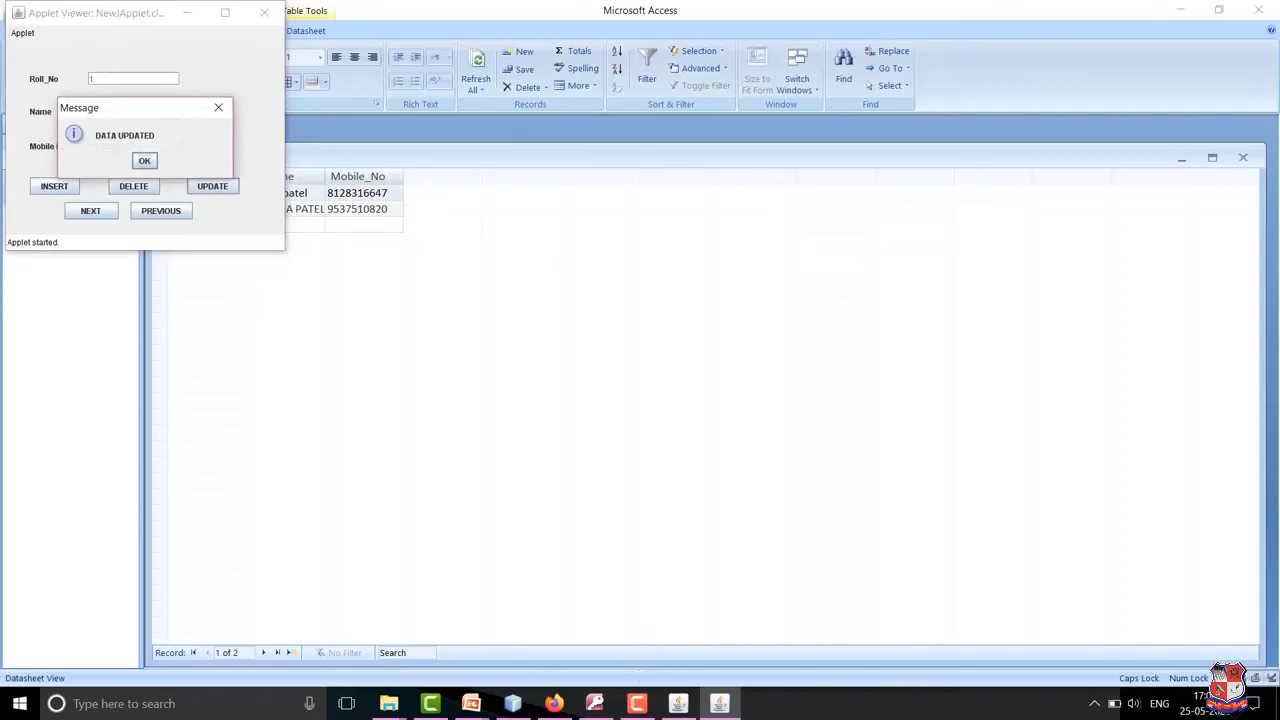 Applet Viewer: NewJApplet.cl...
Table Tools
Microsoft Access
Applet
Datasheet
1
New
Totals
Selection
Replace
Save
Spelling
Advanced
Go To
Refresh
All
Delete
More
Filter
Toggle Filter
Size to
Fit Form
Switch
Windows
Find
Select
Rich Text
Records
Sort & Filter
Window
Find
Roll_No
1
Message
Name
DATA UPDATED
Mobile
OK
INSERT
DELETE
UPDATE
NEXT
PREVIOUS
Applet started.
Mobile_No
patel
8128316647
A PATEL
9537510820
Record:
1 of 2
No Filter
Search
Datasheet View
Caps Lock
Num Lock
Type here to search
ENG
25-05-